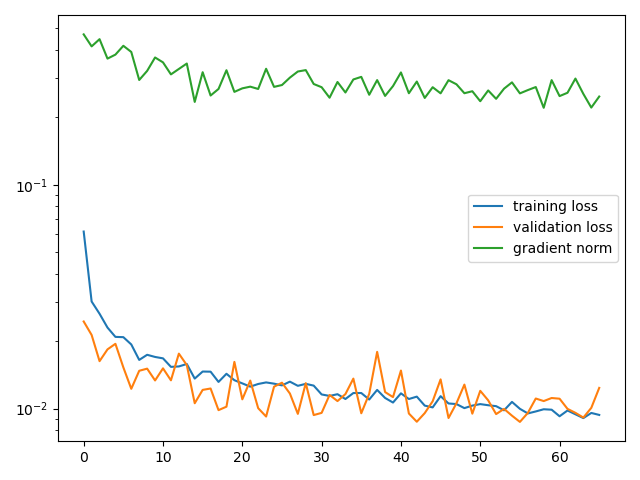 10⁻¹
10⁻²
training loss
validation loss
gradient norm
0 10 20 30 40 50 60